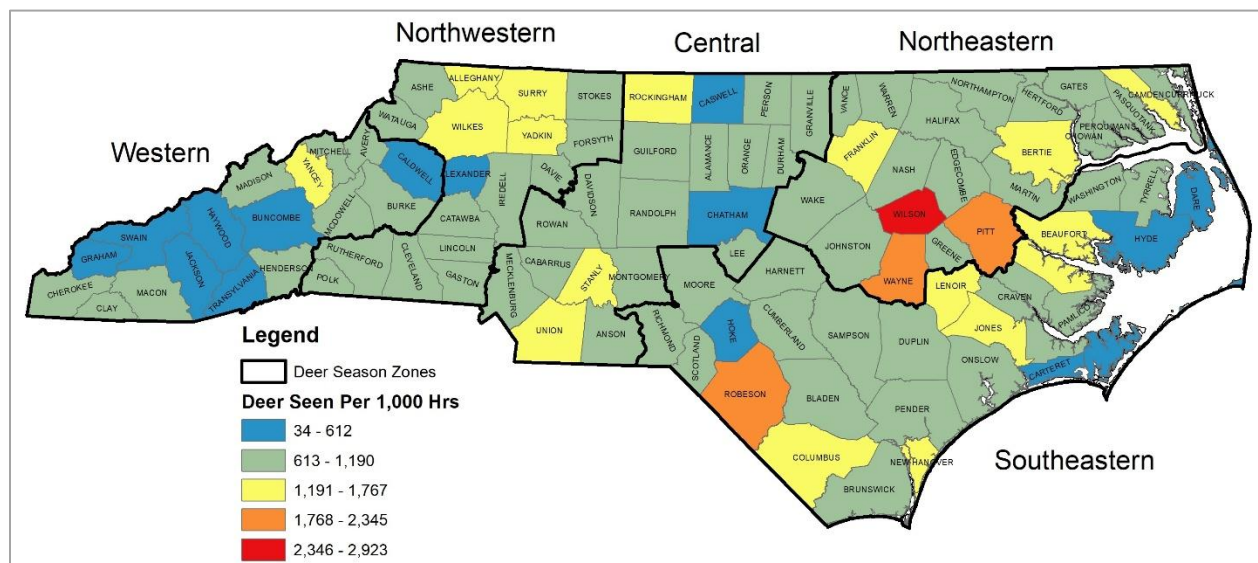 Northwestern
Central
Northeastern
Western
Southeastern
ASHE
ALLEGHANY
SURRY
STOKES
ROCKINGHAM
CASWELL
PERSON
GRANVILLE
VANCE
WARREN
NORTHAMPTON
HERTFORD
GATES
CAMDEN
CURRITUCK
PASQUOTANK
PERQUIMANS
CHOWAN
WATAUGA
WILKES
YADKIN
FORSYTH
GUILFORD
ALAMANCE
ORANGE
DURHAM
FRANKLIN
HALIFAX
BERTIE
MITCHELL
AVERY
YANCEY
MADISON
CALDWELL
ALEXANDER
IREDELL
DAVIE
DAVIDSON
RANDOLPH
CHATHAM
WAKE
NASH
EDGECOMBE
MARTIN
WASHINGTON
TYRRELL
DARE
BUNCOMBE
MCDOWELL
BURKE
CATAWBA
ROWAN
WILSON
PITT
BEAUFORT
HYDE
HAYWOOD
SWAIN
GRAHAM
JACKSON
TRANSYLVANIA
HENDERSON
RUTHERFORD
CLEVELAND
LINCOLN
GASTON
POLK
CHEROKEE
MACON
CLAY
MECKLENBURG
CABARRUS
STANLY
MONTGOMERY
UNION
ANSON
LEE
JOHNSTON
HARNETT
MOORE
GREENE
WAYNE
LENOIR
CRAVEN
PAMLICO
JONES
RICHMOND
SCOTLAND
HOKE
CUMBERLAND
SAMPSON
DUPLIN
ONSLOW
CARTERET
ROBESON
BLADEN
PENDER
COLUMBUS
NEW HANOVER
BRUNSWICK
Legend
Deer Season Zones
Deer Seen Per 1,000 Hrs
34 - 612
613 - 1,190
1,191 - 1,767
1,768 - 2,345
2,346 - 2,923